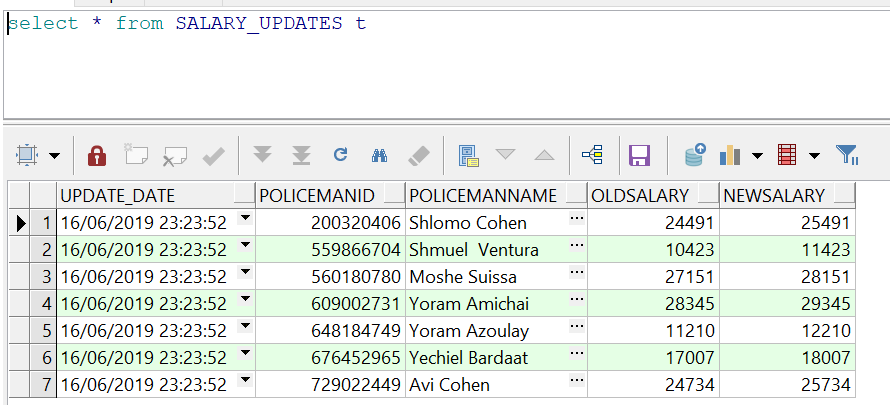 select * from SALARY_UPDATES t
UPDATE_DATE POLICEMANID POLICEMANNAME OLDSALARY NEWSALARY
1 16/06/2019 23:23:52 200320406 Shlomo Cohen ... 24491 25491
2 16/06/2019 23:23:52 559866704 Shmuel  Ventura ... 10423 11423
3 16/06/2019 23:23:52 560180780 Moshe Suissa ... 27151 28151
4 16/06/2019 23:23:52 609002731 Yoram Amichai ... 28345 29345
5 16/06/2019 23:23:52 648184749 Yoram Azoulay ... 11210 12210
6 16/06/2019 23:23:52 676452965 Yechiel Bardaat ... 17007 18007
7 16/06/2019 23:23:52 729022449 Avi Cohen ... 24734 25734